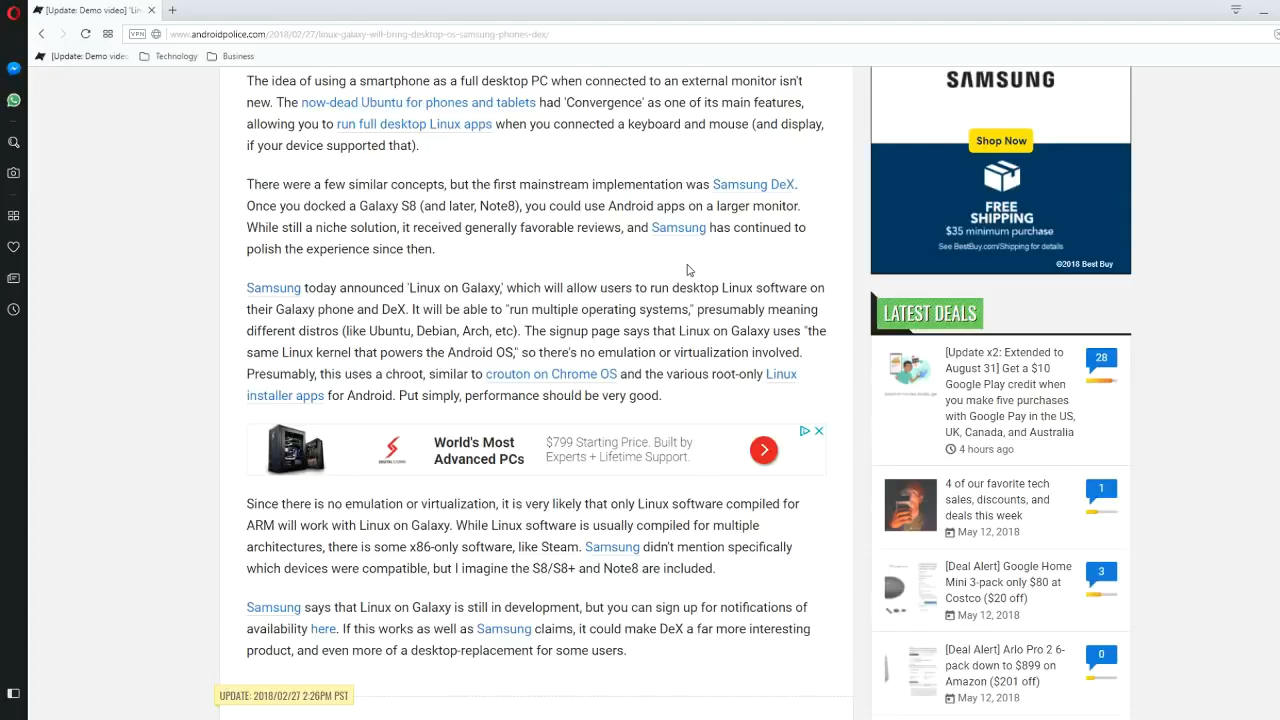 [Update: Demo video] 'Lin
VPN
www.androidpolice.com/2018/02/27/linux-galaxy-will-bring-desktop-os-samsung-phones-dex/
[Update: Demo video
Technology
Business
The idea of using a smartphone as a full desktop PC when connected to an external monitor isn't
new. The now-dead Ubuntu for phones and tablets had 'Convergence' as one of its main features,
allowing you to run full desktop Linux apps when you connected a keyboard and mouse (and display,
if your phone supported that).
There were a few similar concepts, but the first mainstream implementation was Samsung DeX.
Once you docked a Galaxy S8 (and later, Note8), you could use Android apps on a larger monitor.
While still a niche solution, it received generally favorable reviews, and Samsung has continued to
polish the experience since then.
Samsung today announced 'Linux on Galaxy,' which will allow users to run desktop Linux software on
their Galaxy phone and DeX. It will be able to "run multiple operating systems," presumably meaning
different distros (like Ubuntu, Debian, Arch, etc). The signup page says that Linux on Galaxy uses "the
same Linux kernel that powers the Android OS," so there's no emulation or virtualization involved.
Presumably, this uses a chroot, similar to crouton on Chrome OS and the various root-only Linux
installer apps for Android. Put simply, performance should be very good.
World's Most
Advanced PCs
$799 Starting Price. Built by
Experts + Lifetime Support.
Since there is no emulation or virtualization, it is very likely that only Linux software compiled for
ARM will work with Linux on Galaxy. While Linux software is usually compiled for multiple
architectures, there is some x86-only software, like Steam. Samsung didn't mention specifically
which devices were compatible, but I imagine the S8/S8+ and Note8 are included.
Samsung says that Linux on Galaxy is still in development, but you can sign up for notifications of
availability here. If this works as well as Samsung claims, it could make DeX a far more interesting
product, and even more of a desktop-replacement for some users.
UPDATE: 2018/02/27 2:26PM PST
SAMSUNG
Shop Now
FREE
SHIPPING
$35 minimum purchase
See BestBuy.com/Shipping for details
©2018 Best Buy
LATEST DEALS
[Update x2: Extended to
August 31] Get a $10
Google Play credit when
you make five purchases
with Google Pay in the US,
UK, Canada, and Australia
4 hours ago
28
4 of our favorite tech
sales, discounts, and
deals this week
May 12, 2018
1
[Deal Alert] Google Home
Mini 3-pack only $80 at
Costco ($20 off)
May 12, 2018
3
[Deal Alert] Arlo Pro 2 6-
pack down to $899 on
Amazon ($201 off)
May 12, 2018
0